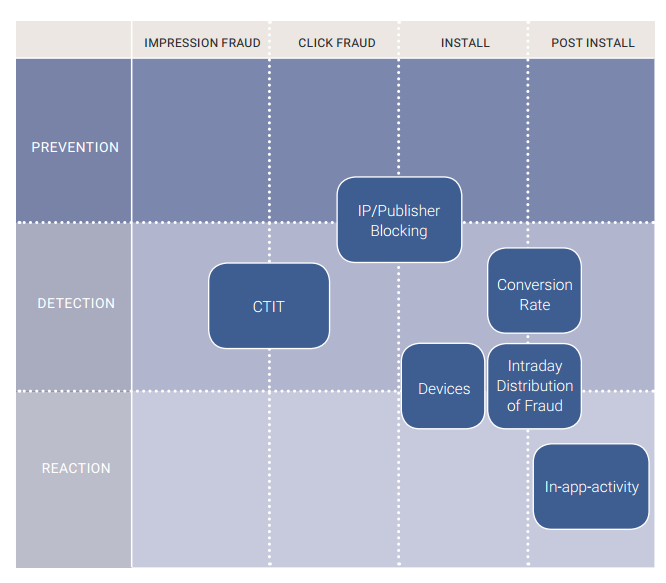 IMPRESSION FRAUD
CLICK FRAUD
INSTALL
POST INSTALL
PREVENTION
IP/Publisher
Blocking
DETECTION
CTIT
Conversion
Rate
Devices
Intraday
Distribution
of Fraud
REACTION
In-app-activity